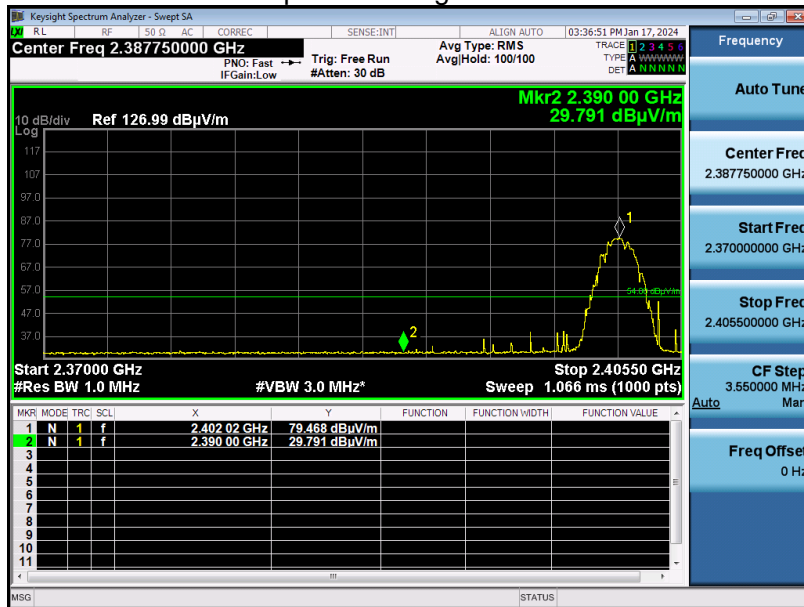 Keysight Spectrum Analyzer - Swept SA
LXI RL RF 50 Ω AC CORREC SENSE:INT ALIGN AUTO 03:36:51 PM Jan 17, 2024
Center Freq 2.387750000 GHz
PNO: Fast
IFGain:Low
Trig: Free Run
#Atten: 30 dB
Avg Type: RMS
Avg|Hold: 100/100
TRACE 1 2 3 4 5 6
TYPE A WWWWW
DET A N N N N N
Mkr2 2.390 00 GHz
29.791 dBµV/m
10 dB/div Ref 126.99 dBµV/m
Log
117
107
97.0
87.0
77.0
67.0
57.0
47.0
37.0
1
54.00 dBµV/m
2
Start 2.37000 GHz Stop 2.40550 GHz
#Res BW 1.0 MHz #VBW 3.0 MHz* Sweep 1.066 ms (1000 pts)
MKR MODE TRC SCL X Y FUNCTION FUNCTION WIDTH FUNCTION VALUE
1 N 1 f 2.402 02 GHz 79.468 dBµV/m
2 N 1 f 2.390 00 GHz 29.791 dBµV/m
3
4
5
6
7
8
9
10
11
MSG STATUS
Frequency
Auto Tune
Center Freq
2.387750000 GHz
Start Freq
2.370000000 GHz
Stop Freq
2.405500000 GHz
CF Step
3.550000 MHz
Auto Man
Freq Offset
0 Hz